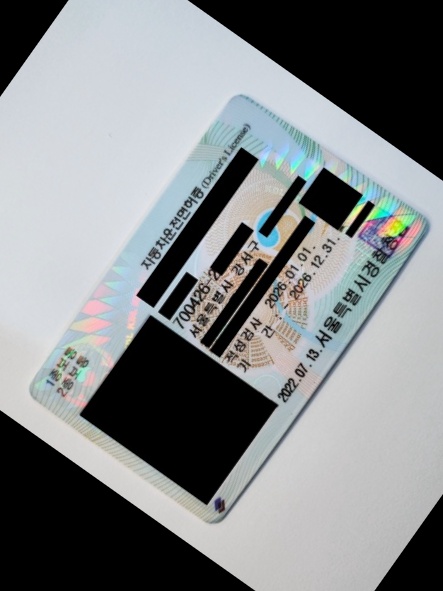 자동차운전면허증 (Driver's License)
1종보통
2종보통
700426-2
서울특별시 강서구
적성검사 2026.01.01.
기 간 : ~ 2026.12.31.
2022.07.13. 서울특별시경찰청